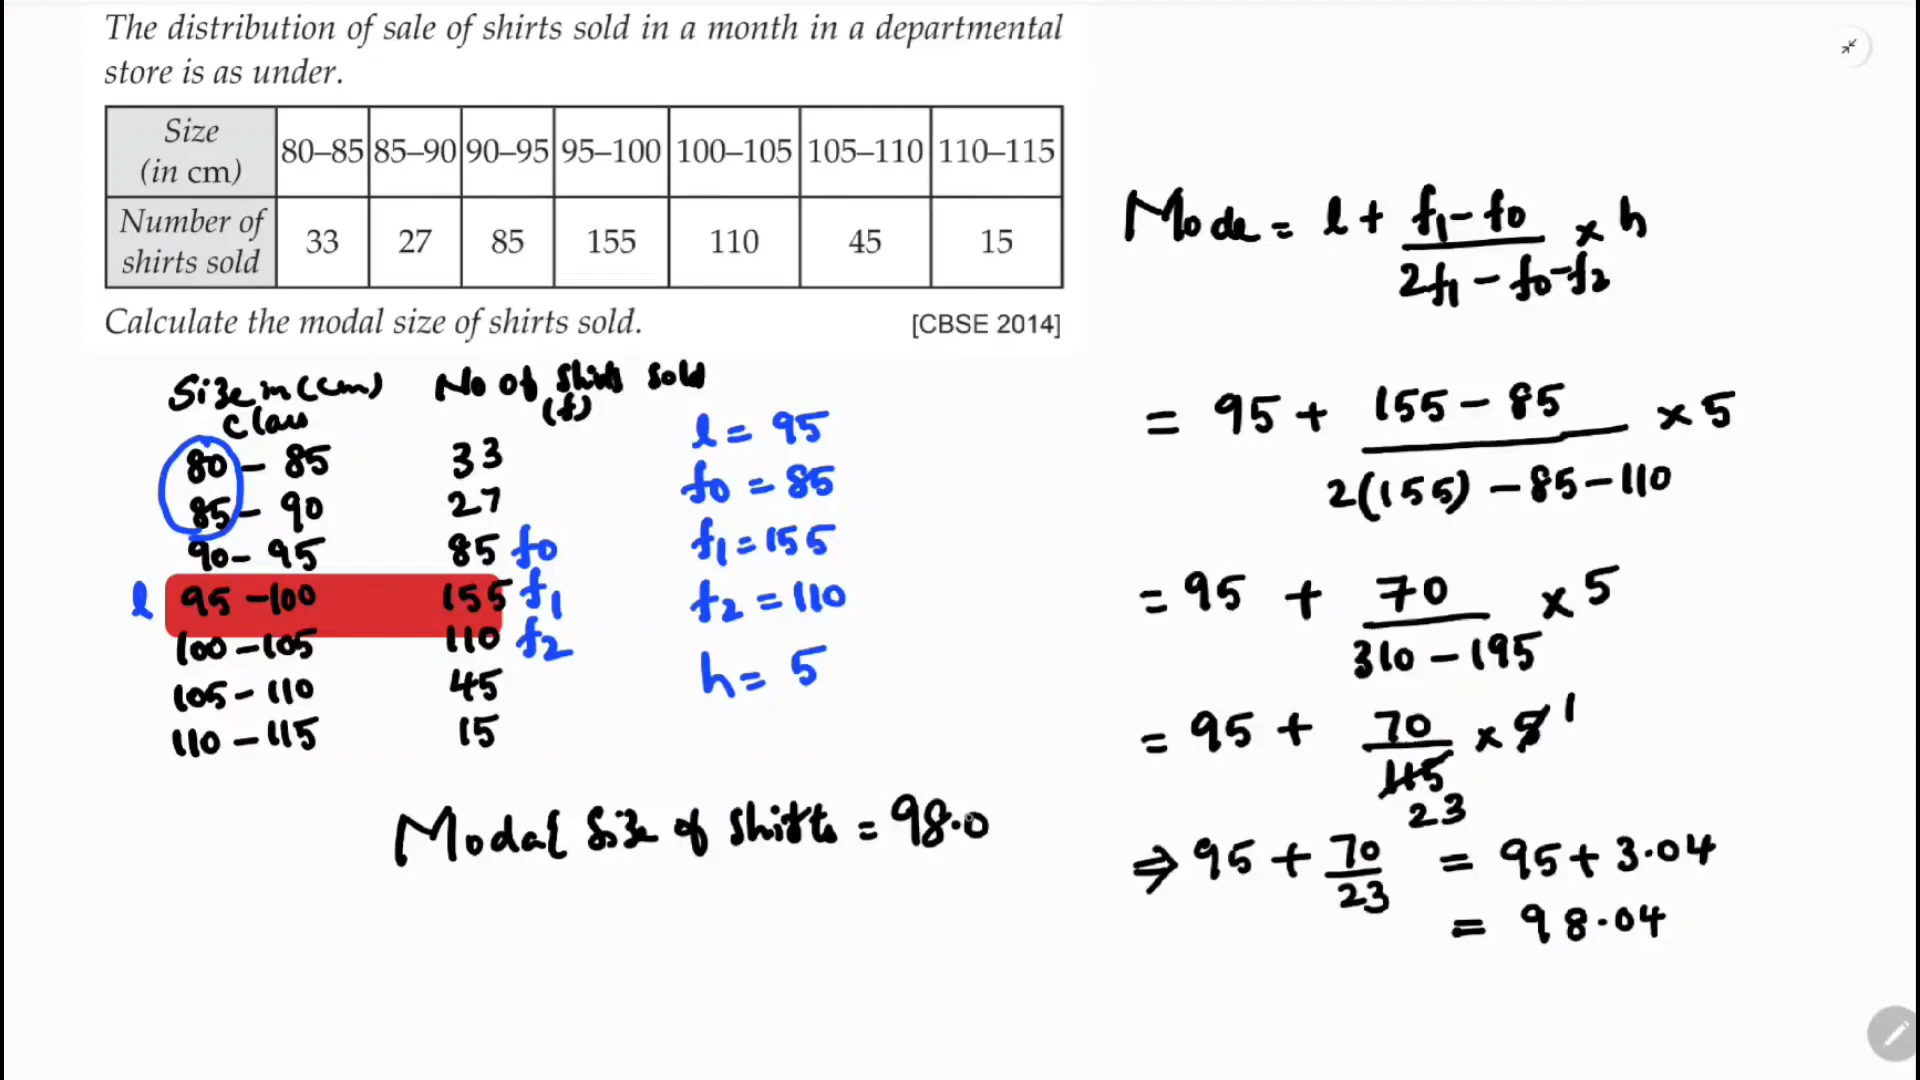 The distribution of sale of shirts sold in a month in a departmental
store is as under.
Size (in cm) 80–85 85–90 90–95 95–100 100–105 105–110 110–115
Number of shirts sold 33 27 85 155 110 45 15
Calculate the modal size of shirts sold. [CBSE 2014]
Size in (cm) No of shirts sold
class (f)
80 - 85 33
85 - 90 27
90 - 95 85 f0
l 95 - 100 155 f1
100 - 105 110 f2
105 - 110 45
110 - 115 15
l = 95
f0 = 85
f1 = 155
f2 = 110
h = 5
Modal size of shirts = 98.0
Mode = l + f1 - f0 × h
2f1 - f0 - f2
= 95 + 155 - 85 × 5
2(155) - 85 - 110
= 95 + 70 × 5
310 - 195
= 95 + 70 × 5 1
115
23
⇒ 95 + 70 = 95 + 3.04
23
= 98.04